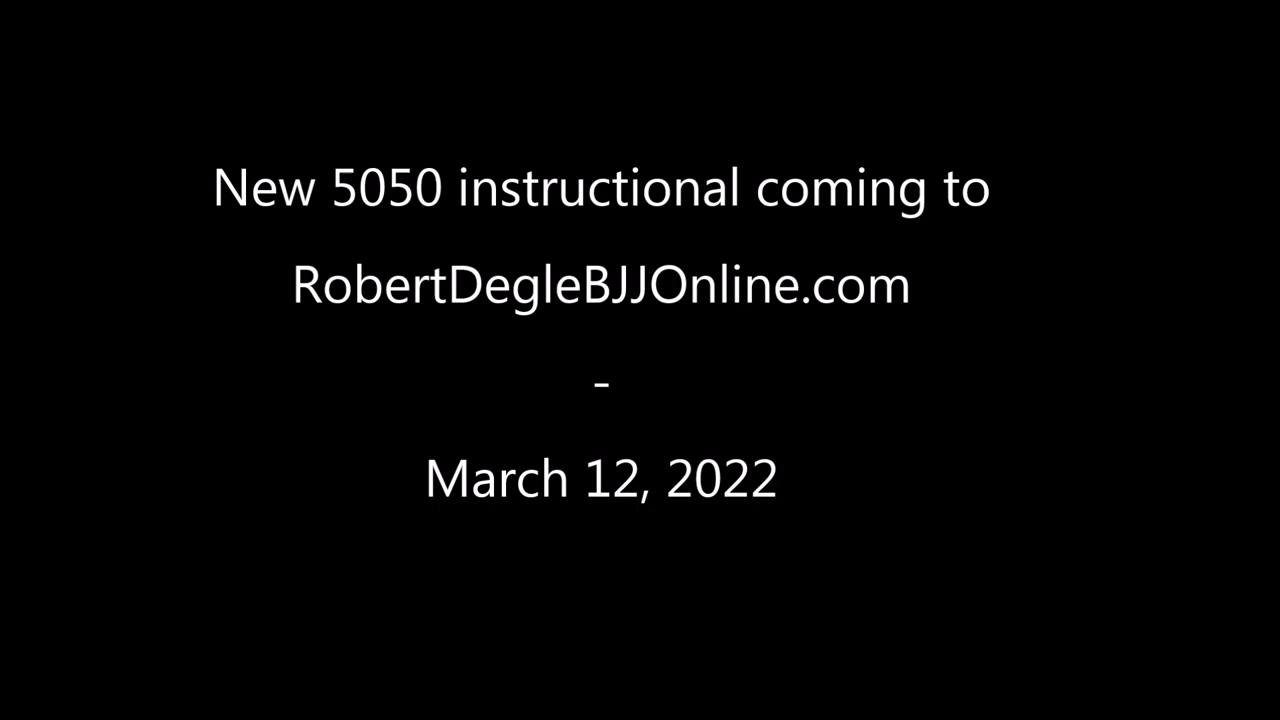 New 5050 instructional coming to
RobertDegleBJJOnline.com
-
March 12, 2022